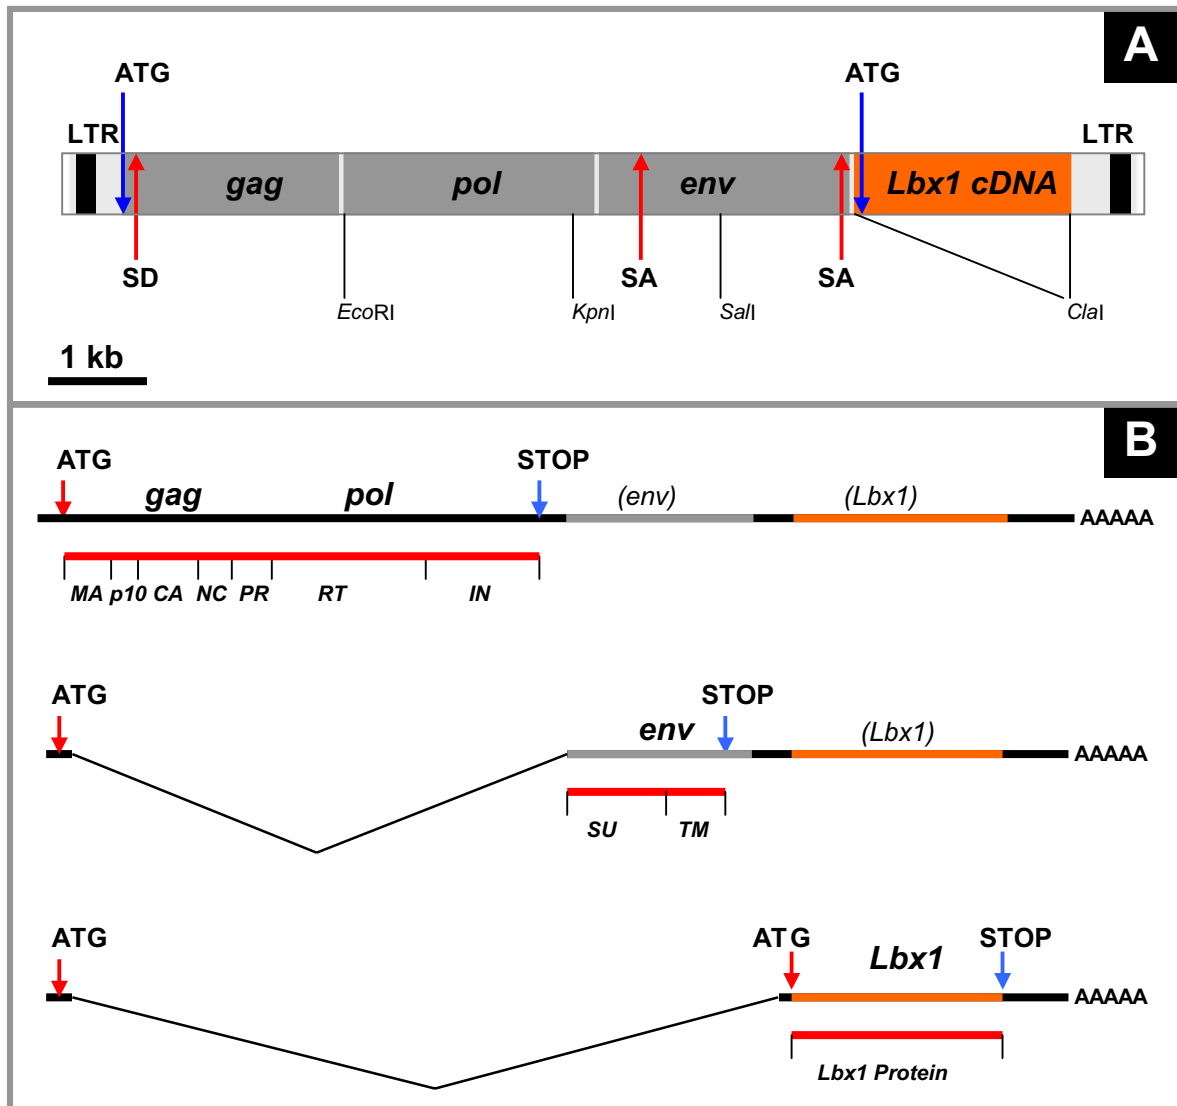 A
ATG ATG
LTR LTR
gag pol env Lbx1 cDNA
SD SA SA
EcoRI KpnI SalI ClaI
1 kb
B
ATG STOP
gag pol (env) (Lbx1)
AAAAA
MA p10 CA NC PR RT IN
ATG STOP
env (Lbx1)
AAAAA
SU TM
ATG ATG Lbx1 STOP
AAAAA
Lbx1 Protein